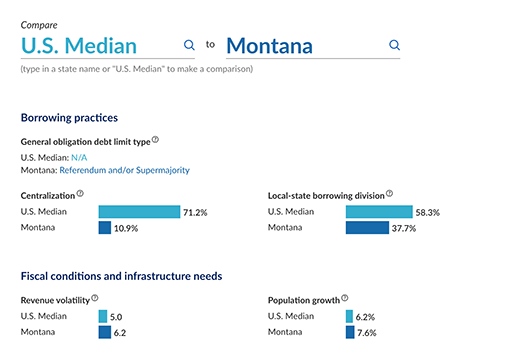 Compare
U.S. Median to Montana
(type in a state name or "U.S. Median" to make a comparison)
Borrowing practices
General obligation debt limit type ?
U.S. Median: N/A
Montana: Referendum and/or Supermajority
Centralization ?
U.S. Median 71.2%
Montana 10.9%
Local-state borrowing division ?
U.S. Median 58.3%
Montana 37.7%
Fiscal conditions and infrastructure needs
Revenue volatility ?
U.S. Median 5.0
Montana 6.2
Population growth ?
U.S. Median 6.2%
Montana 7.6%